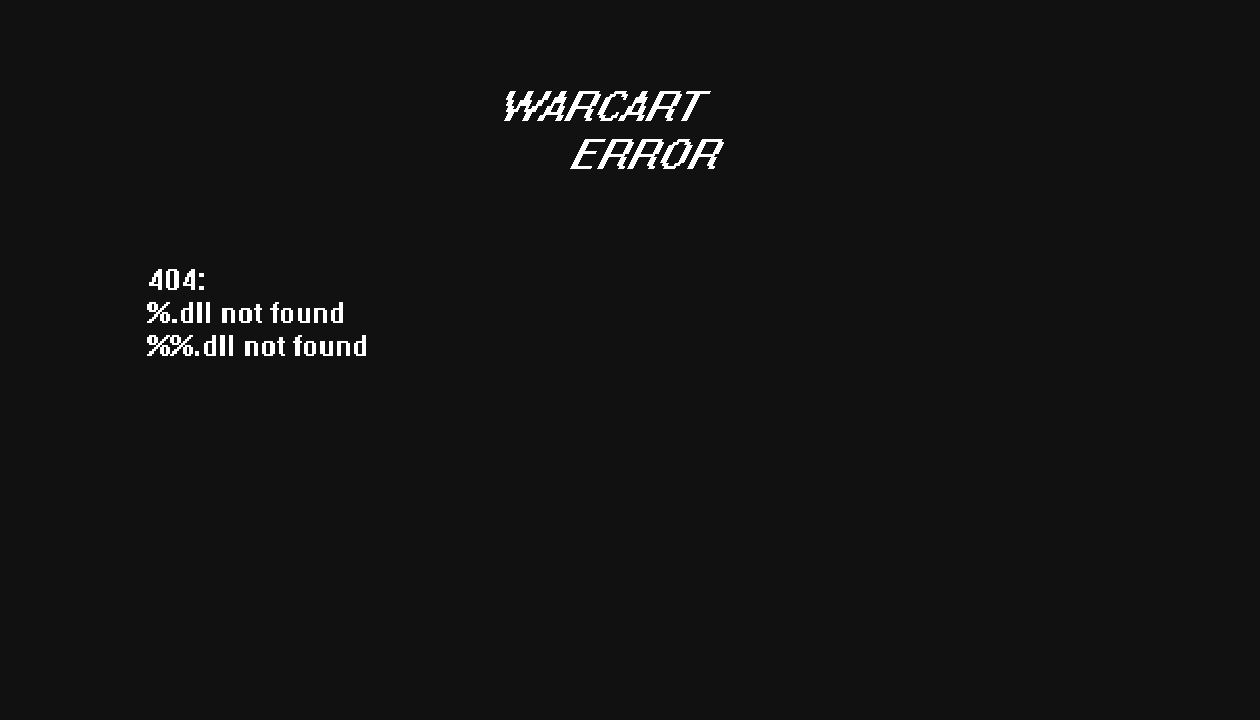 WARCART
ERROR
404:
%.dll not found
%%.dll not found